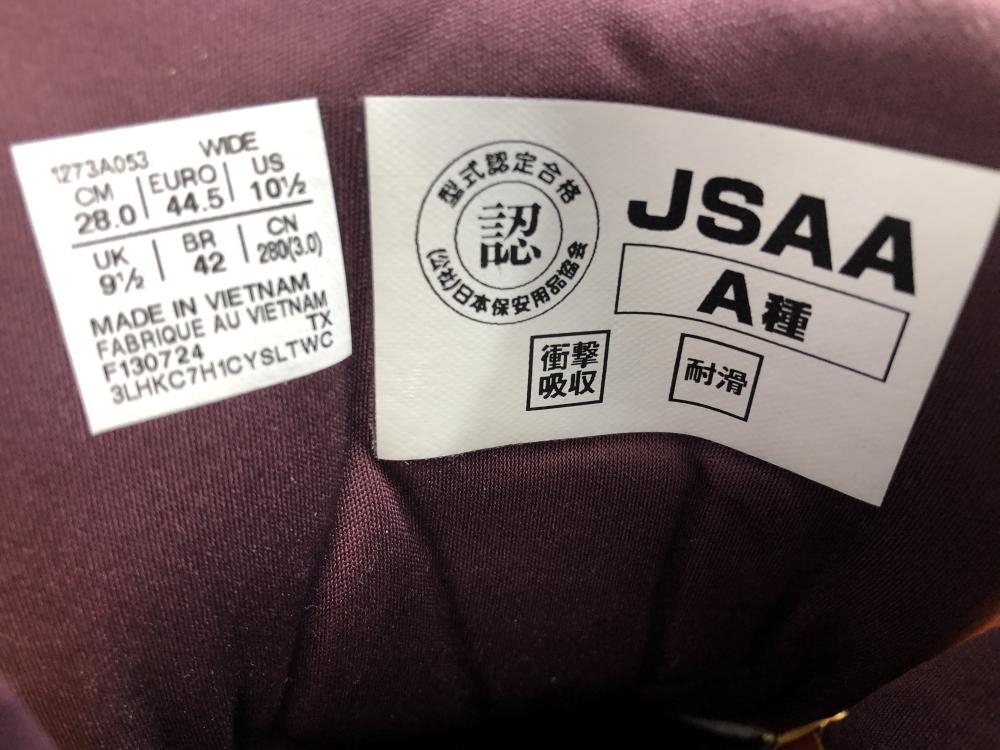 1273A053 WIDE
CM EURO US
28.0 44.5 10½
UK BR CN
9½ 42 280(3.0)
MADE IN VIETNAM
FABRIQUE AU VIETNAM
F130724 TX
3LHKC7H1CYSLTWC
型式認定合格
認
(公社)日本保安用品協会
JSAA
A種
衝撃
吸収
耐滑